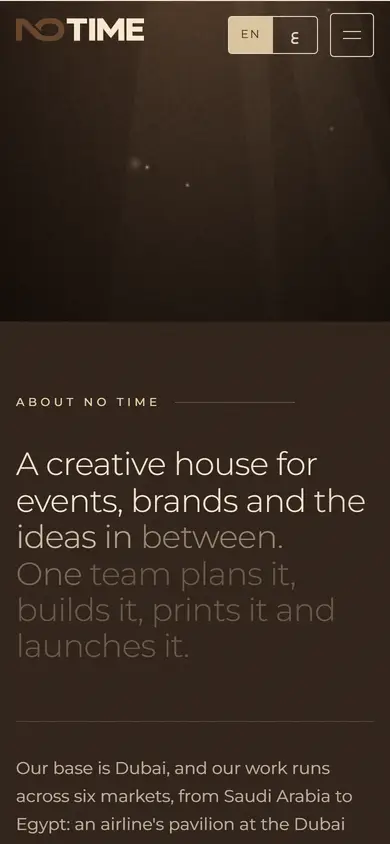 NO TIME
EN ع
ABOUT NO TIME
A creative house for
events, brands and the
ideas in between.
One team plans it,
builds it, prints it and
launches it.
Our base is Dubai, and our work runs
across six markets, from Saudi Arabia to
Egypt: an airline's pavilion at the Dubai